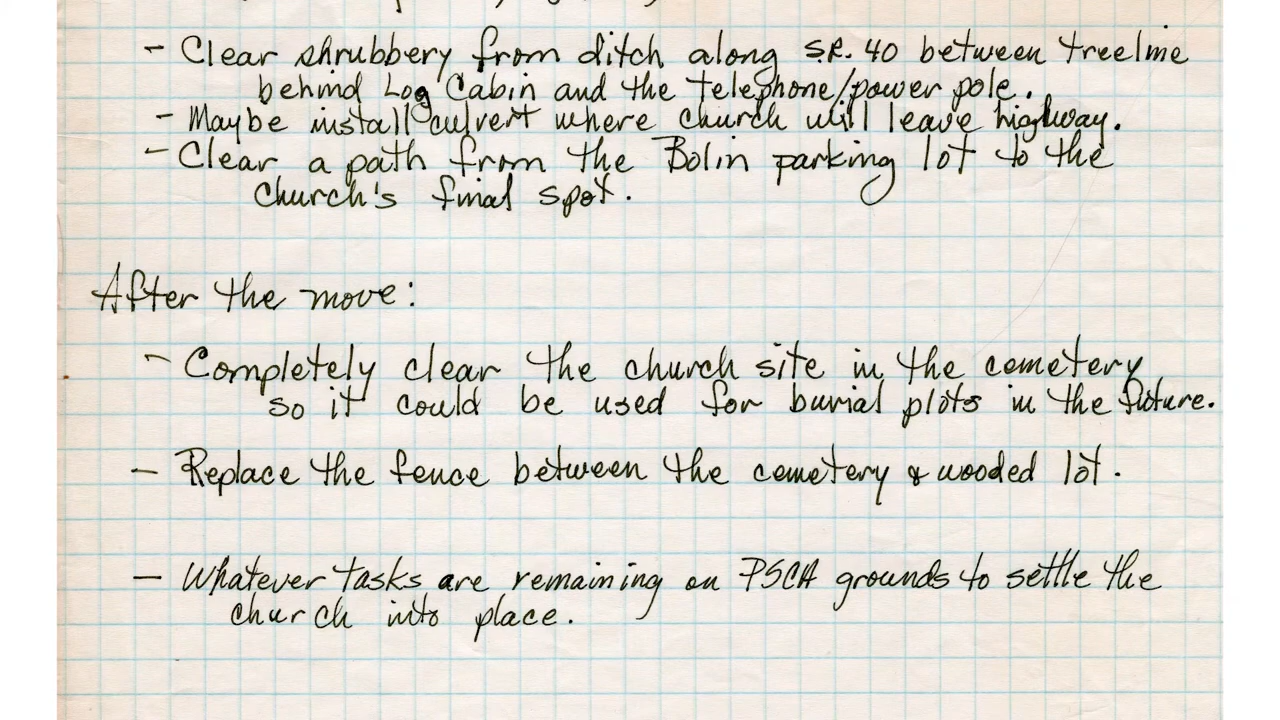 - Clear shrubbery from ditch along S.R. 40 between treeline
behind Log Cabin and the telephone/power pole.
- Maybe install culvert where church will leave highway.
- Clear a path from the Bolin parking lot to the
church's final spot.
After the move:
- Completely clear the church site in the cemetery
so it could be used for burial plots in the future.
- Replace the fence between the cemetery & wooded lot.
- Whatever tasks are remaining on PSCA grounds to settle the
church into place.